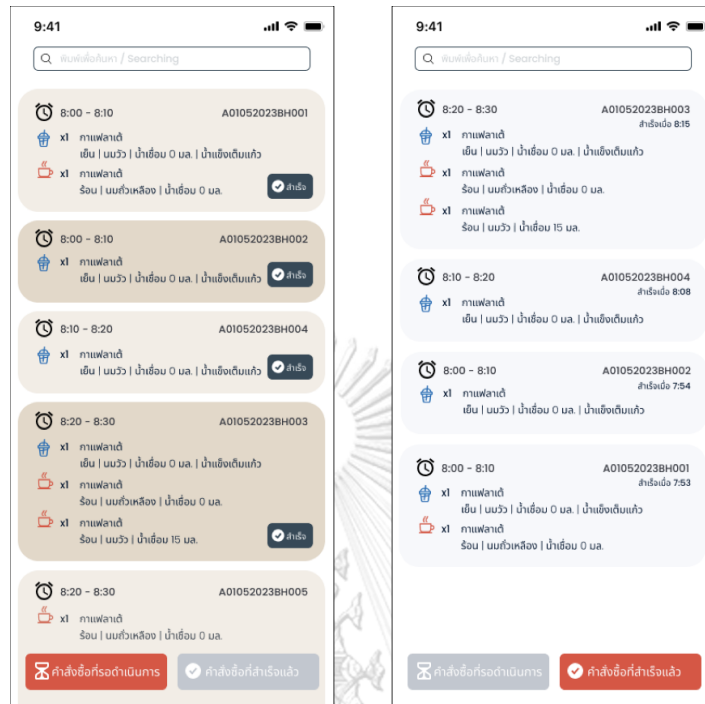 9:41
พิมพ์เพื่อค้นหา / Searching
8:00 - 8:10 A01052023BH001
x1 กาแฟลาเต้
เย็น | นมวัว | น้ำเชื่อม 0 มล. | น้ำแข็งเต็มแก้ว
x1 กาแฟลาเต้
ร้อน | นมถั่วเหลือง | น้ำเชื่อม 0 มล.
สำเร็จ
8:00 - 8:10 A01052023BH002
x1 กาแฟลาเต้
เย็น | นมวัว | น้ำเชื่อม 0 มล. | น้ำแข็งเต็มแก้ว
สำเร็จ
8:10 - 8:20 A01052023BH004
x1 กาแฟลาเต้
เย็น | นมวัว | น้ำเชื่อม 0 มล. | น้ำแข็งเต็มแก้ว
สำเร็จ
8:20 - 8:30 A01052023BH003
x1 กาแฟลาเต้
เย็น | นมวัว | น้ำเชื่อม 0 มล. | น้ำแข็งเต็มแก้ว
x1 กาแฟลาเต้
ร้อน | นมถั่วเหลือง | น้ำเชื่อม 0 มล.
x1 กาแฟลาเต้
ร้อน | นมวัว | น้ำเชื่อม 15 มล.
สำเร็จ
8:20 - 8:30 A01052023BH005
x1 กาแฟลาเต้
ร้อน | นมถั่วเหลือง | น้ำเชื่อม 0 มล.
คำสั่งซื้อที่รอดำเนินการ
คำสั่งซื้อที่สำเร็จแล้ว
9:41
พิมพ์เพื่อค้นหา / Searching
8:20 - 8:30 A01052023BH003
สำเร็จเมื่อ 8:15
x1 กาแฟลาเต้
เย็น | นมวัว | น้ำเชื่อม 0 มล. | น้ำแข็งเต็มแก้ว
x1 กาแฟลาเต้
ร้อน | นมถั่วเหลือง | น้ำเชื่อม 0 มล.
x1 กาแฟลาเต้
ร้อน | นมวัว | น้ำเชื่อม 15 มล.
8:10 - 8:20 A01052023BH004
สำเร็จเมื่อ 8:08
x1 กาแฟลาเต้
เย็น | นมวัว | น้ำเชื่อม 0 มล. | น้ำแข็งเต็มแก้ว
8:00 - 8:10 A01052023BH002
สำเร็จเมื่อ 7:54
x1 กาแฟลาเต้
เย็น | นมวัว | น้ำเชื่อม 0 มล. | น้ำแข็งเต็มแก้ว
8:00 - 8:10 A01052023BH001
สำเร็จเมื่อ 7:53
x1 กาแฟลาเต้
เย็น | นมวัว | น้ำเชื่อม 0 มล. | น้ำแข็งเต็มแก้ว
x1 กาแฟลาเต้
ร้อน | นมถั่วเหลือง | น้ำเชื่อม 0 มล.
คำสั่งซื้อที่รอดำเนินการ
คำสั่งซื้อที่สำเร็จแล้ว